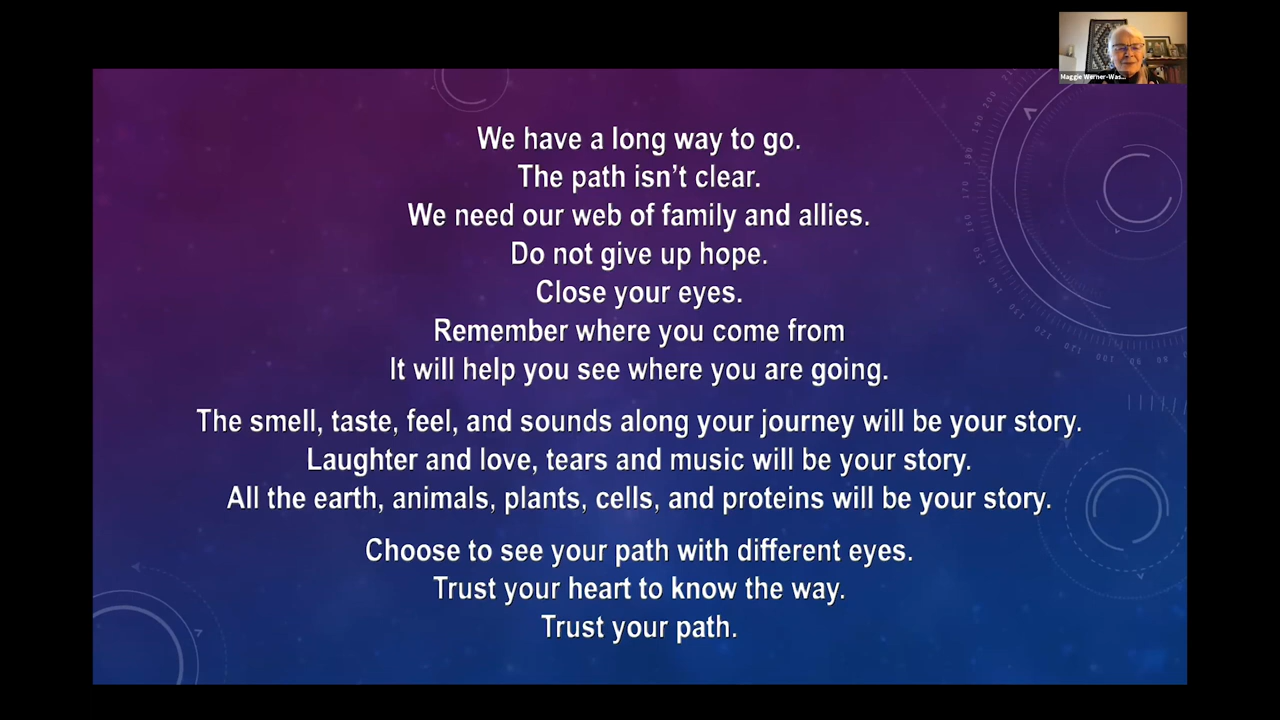 Maggie Werner-Was...
We have a long way to go.
The path isn’t clear.
We need our web of family and allies.
Do not give up hope.
Close your eyes.
Remember where you come from
It will help you see where you are going.
The smell, taste, feel, and sounds along your journey will be your story.
Laughter and love, tears and music will be your story.
All the earth, animals, plants, cells, and proteins will be your story.
Choose to see your path with different eyes.
Trust your heart to know the way.
Trust your path.